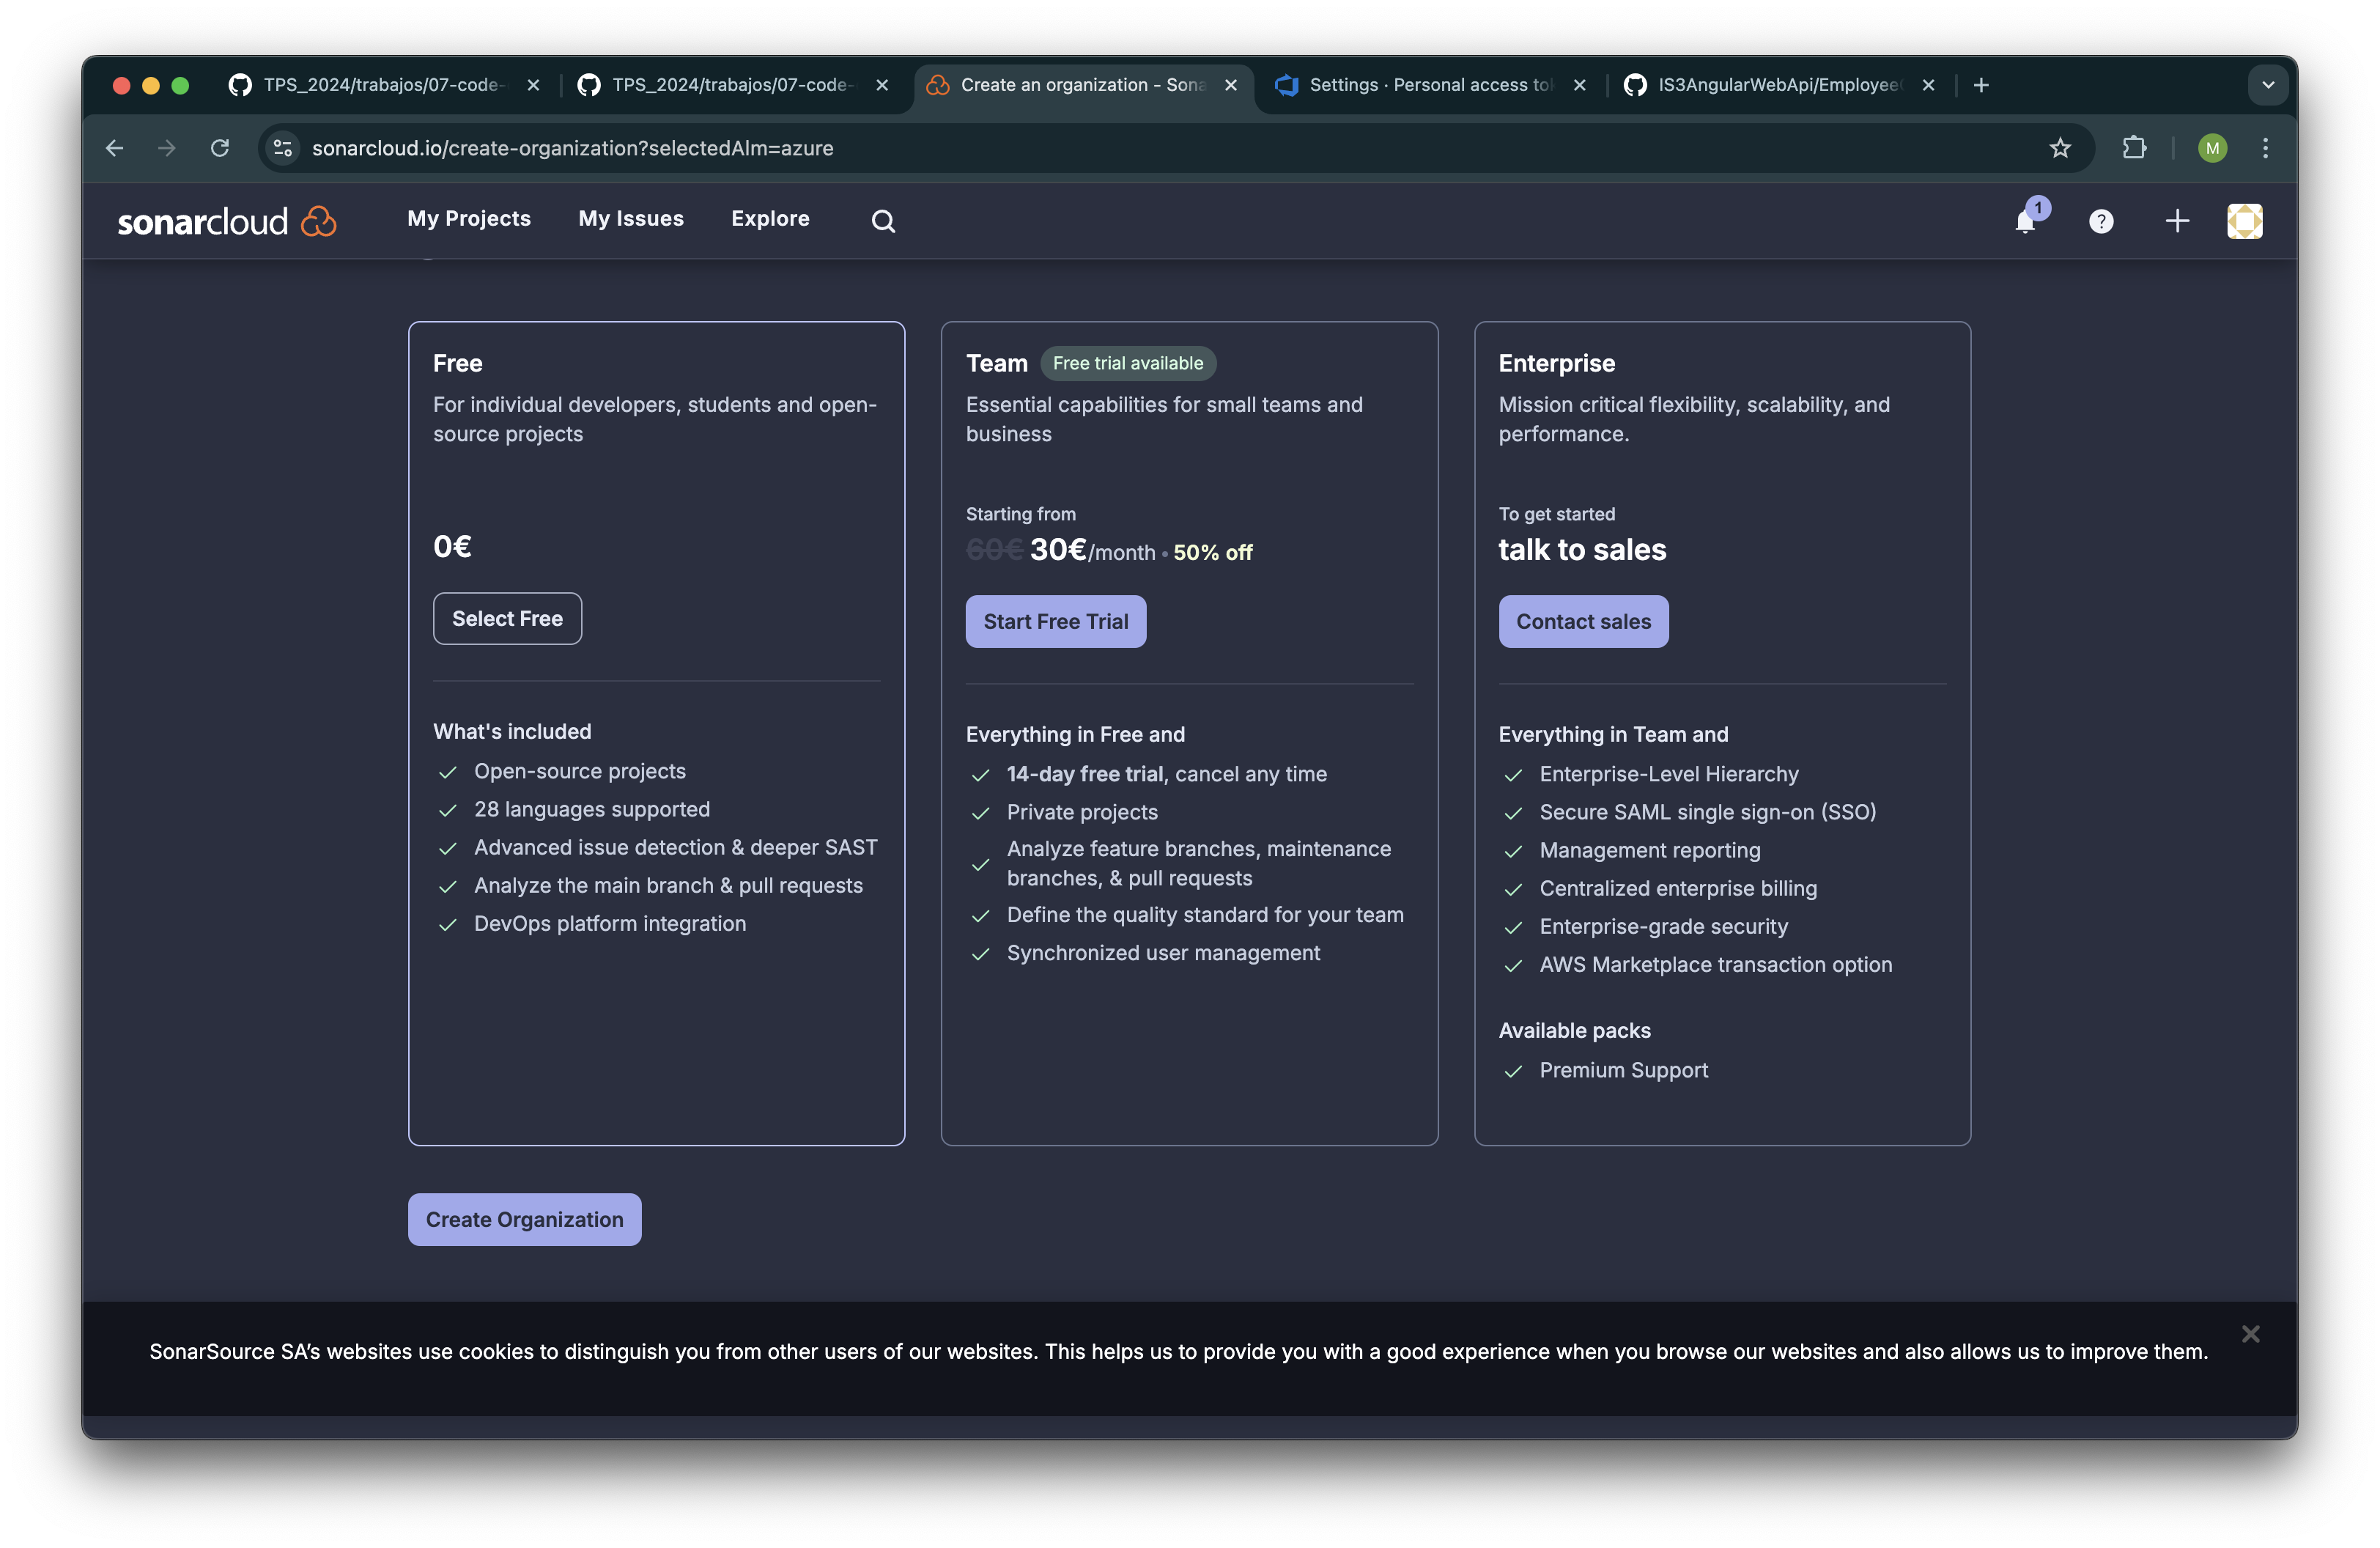 TPS_2024/trabajos/07-code-
TPS_2024/trabajos/07-code-
Create an organization - Sona
Settings · Personal access tok
IS3AngularWebApi/Employee
sonarcloud.io/create-organization?selectedAlm=azure
M
sonarcloud
My Projects
My Issues
Explore
1
?
Free
For individual developers, students and open-
source projects
0€
Select Free
What's included
Open-source projects
28 languages supported
Advanced issue detection & deeper SAST
Analyze the main branch & pull requests
DevOps platform integration
Team
Free trial available
Essential capabilities for small teams and
business
Starting from
60€ 30€/month • 50% off
Start Free Trial
Everything in Free and
14-day free trial, cancel any time
Private projects
Analyze feature branches, maintenance
branches, & pull requests
Define the quality standard for your team
Synchronized user management
Enterprise
Mission critical flexibility, scalability, and
performance.
To get started
talk to sales
Contact sales
Everything in Team and
Enterprise-Level Hierarchy
Secure SAML single sign-on (SSO)
Management reporting
Centralized enterprise billing
Enterprise-grade security
AWS Marketplace transaction option
Available packs
Premium Support
Create Organization
SonarSource SA’s websites use cookies to distinguish you from other users of our websites. This helps us to provide you with a good experience when you browse our websites and also allows us to improve them.